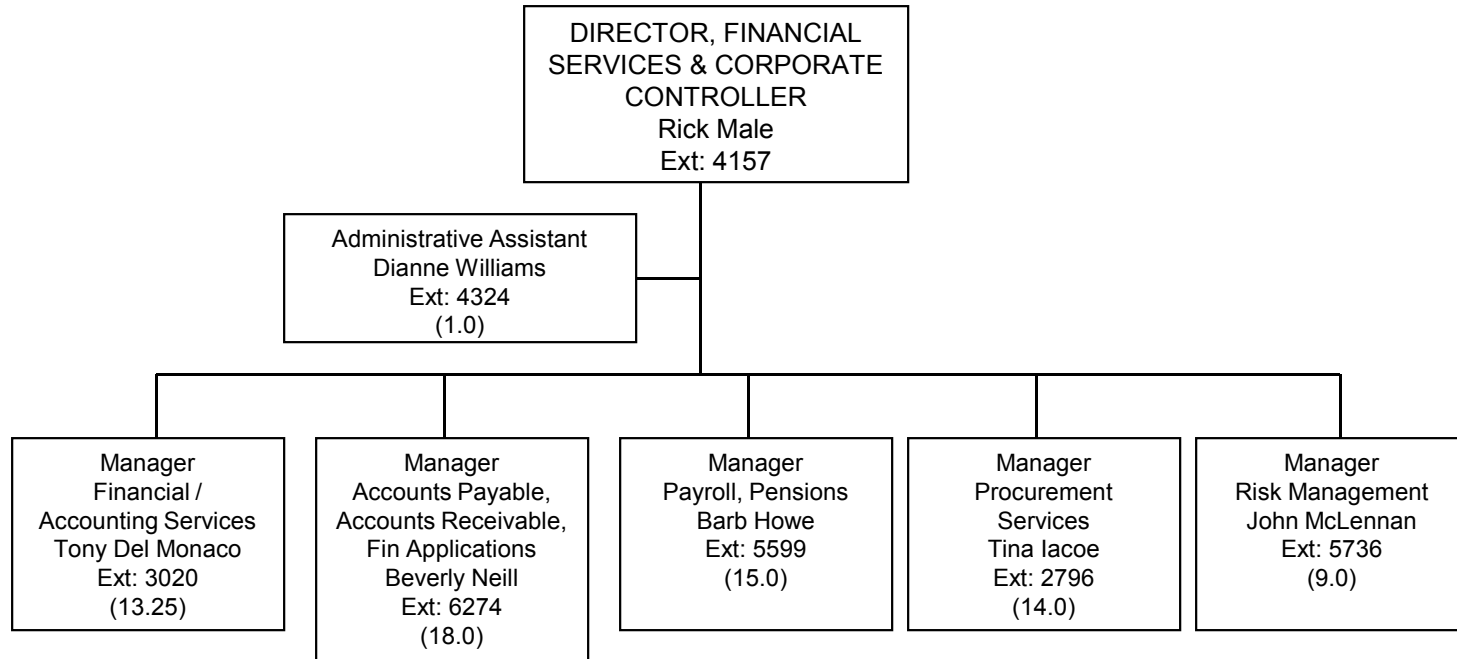 DIRECTOR, FINANCIAL
SERVICES & CORPORATE
CONTROLLER
Rick Male
Ext: 4157
Administrative Assistant
Dianne Williams
Ext: 4324
(1.0)
Manager
Financial /
Accounting Services
Tony Del Monaco
Ext: 3020
(13.25)
Manager
Accounts Payable,
Accounts Receivable,
Fin Applications
Beverly Neill
Ext: 6274
(18.0)
Manager
Payroll, Pensions
Barb Howe
Ext: 5599
(15.0)
Manager
Procurement
Services
Tina Iacoe
Ext: 2796
(14.0)
Manager
Risk Management
John McLennan
Ext: 5736
(9.0)